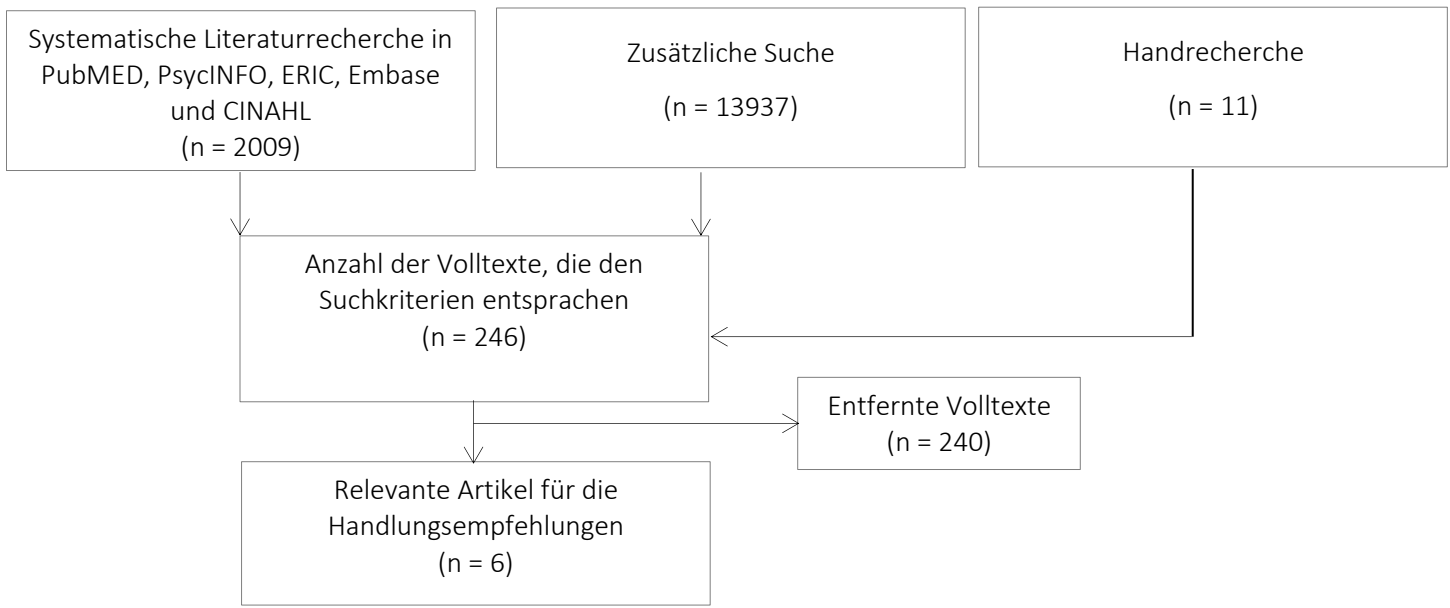 Systematische Literaturrecherche in
PubMED, PsycINFO, ERIC, Embase
und CINAHL
(n = 2009)
Zusätzliche Suche
(n = 13937)
Handrecherche
(n = 11)
Anzahl der Volltexte, die den
Suchkriterien entsprachen
(n = 246)
Entfernte Volltexte
(n = 240)
Relevante Artikel für die
Handlungsempfehlungen
(n = 6)